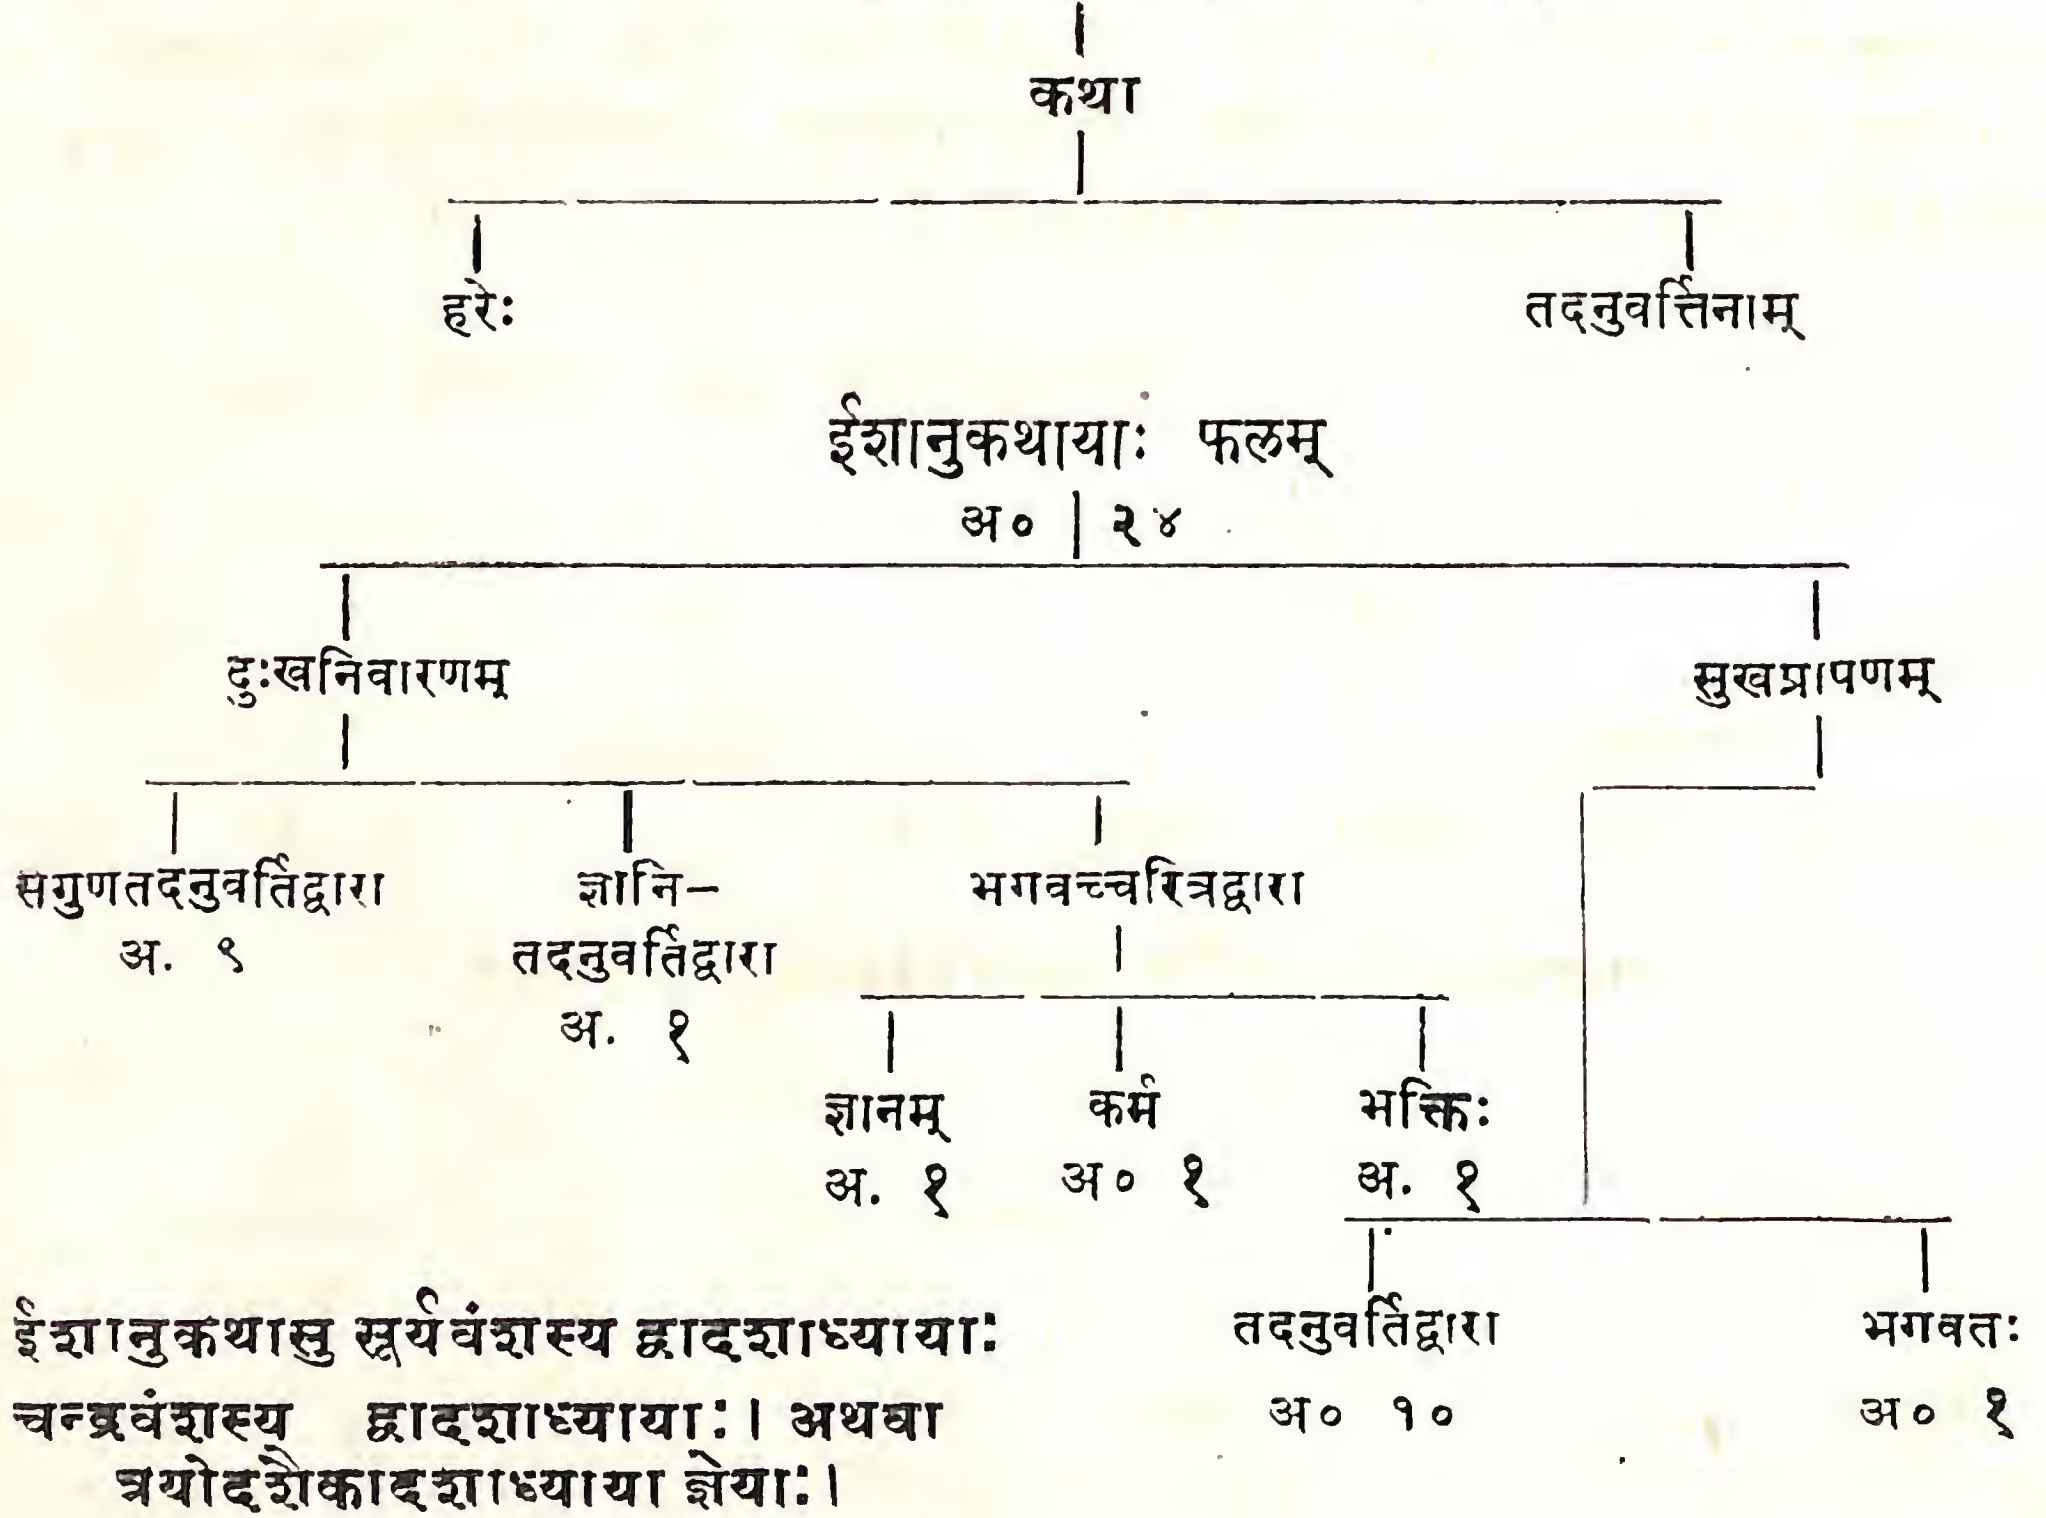 कथा
हरेः तदनुवर्त्तिनाम्
ईशानुकथायाः फलम्
अ० २४
दुःखनिवारणम् सुखप्रापणम्
सगुणतदनुवर्तिद्वारा ज्ञानि– भगवच्चरित्रद्वारा
अ. ९ तदनुवर्तिद्वारा
अ. १
ज्ञानम् कर्म भक्तिः
अ. १ अ० १ अ. १
ईशानुकथासु सूर्यवंशस्य द्वादशाध्यायाः तदनुवर्तिद्वारा भगवतः
चन्द्रवंशस्य द्वादशाध्यायाः। अथवा अ० १० अ० १
त्रयोदशैकादशाध्याया ज्ञेयाः।